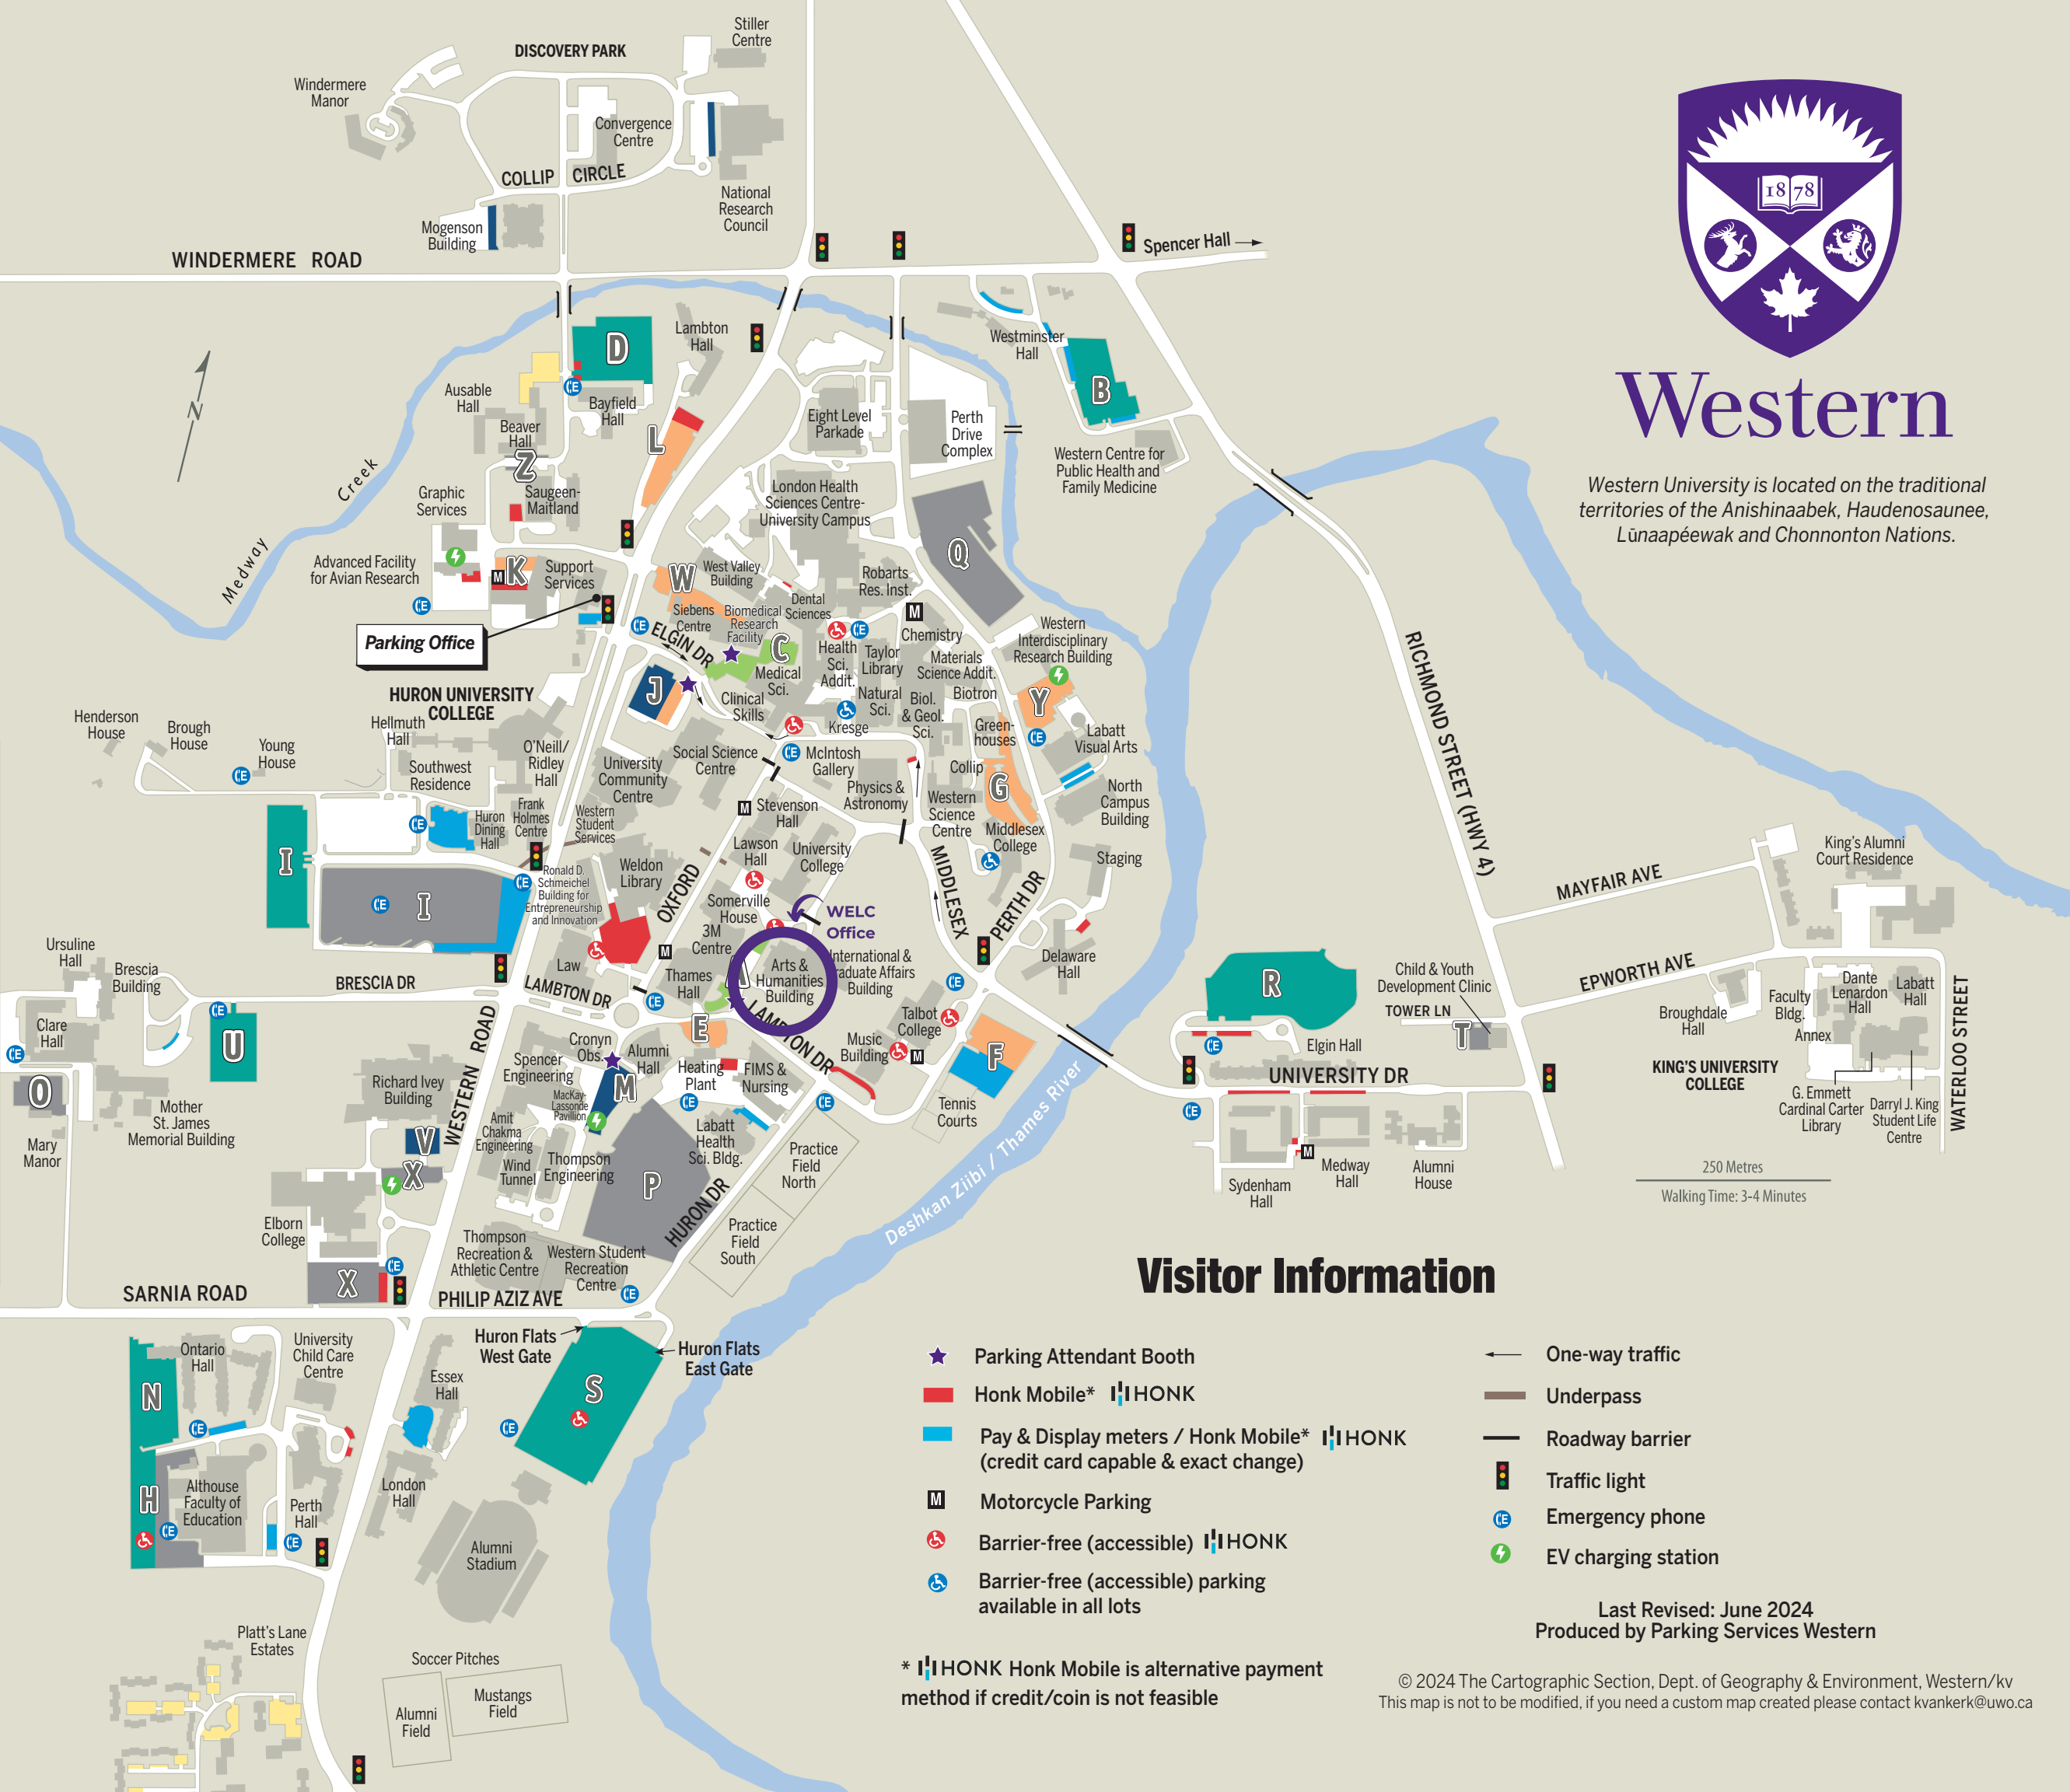 DISCOVERY PARK
Stiller
Centre
Windermere
Manor
Convergence
Centre
COLLIP CIRCLE
National
Research
Council
Mogenson
Building
WINDERMERE ROAD
Spencer Hall
1878
Western
Western University is located on the traditional
territories of the Anishinaabek, Haudenosaunee,
Lūnaapéewak and Chonnonton Nations.
N
Medway Creek
D
Lambton
Hall
Westminster
Hall
B
Ausable
Hall
Bayfield
Hall
Beaver
Hall
Z
L
Eight Level
Parkade
Perth
Drive
Complex
Western Centre for
Public Health and
Family Medicine
Graphic
Services
Saugeen-
Maitland
London Health
Sciences Centre-
University Campus
Q
Advanced Facility
for Avian Research
M
K
Support
Services
W
West Valley
Building
Robarts
Res. Inst.
Dental
Sciences
Siebens
Centre
Biomedical
Research
Facility
C
M
Chemistry
Western
Interdisciplinary
Research Building
Parking Office
ELGIN DR
J
Medical
Sci.
Health
Sci.
Addit.
Taylor
Library
Materials
Science Addit.
Clinical
Skills
Natural
Sci.
Biotron
Biol.
& Geol.
Sci.
Y
Kresge
Green-
houses
Labatt
Visual Arts
HURON UNIVERSITY
COLLEGE
Henderson
House
Brough
House
Young
House
Hellmuth
Hall
Southwest
Residence
O'Neill/
Ridley
Hall
University
Community
Centre
Social Science
Centre
McIntosh
Gallery
Physics &
Astronomy
Collip
G
North
Campus
Building
Huron
Dining
Hall
Frank
Holmes
Centre
Western
Student
Services
M
Stevenson
Hall
Western
Science
Centre
Middlesex
College
I
I
Lawson
Hall
University
College
Weldon
Library
Ronald D.
Schmeichel
Building for
Entrepreneurship
and Innovation
OXFORD
MIDDLESEX
PERTH DR
Staging
Somerville
House
WELC
Office
3M
Centre
Law
M
Thames
Hall
A
Arts &
Humanities
Building
International &
Graduate Affairs
Building
Delaware
Hall
RICHMOND STREET (HWY 4)
MAYFAIR AVE
King's Alumni
Court Residence
EPWORTH AVE
Ursuline
Hall
Brescia
Building
BRESCIA DR
LAMBTON DR
LAMBTON DR
Clare
Hall
U
O
E
Talbot
College
Music
Building
M
F
R
Child & Youth
Development Clinic
TOWER LN
T
Elgin Hall
UNIVERSITY DR
Broughdale
Hall
Faculty
Bldg.
Dante
Lenardon
Hall
Labatt
Hall
Annex
KING'S UNIVERSITY
COLLEGE
G. Emmett
Cardinal Carter
Library
Darryl J. King
Student Life
Centre
WATERLOO STREET
Mother
St. James
Memorial Building
Mary
Manor
Richard Ivey
Building
WESTERN ROAD
V
X
Cronyn
Obs.
Spencer
Engineering
Alumni
Hall
Heating
Plant
FIMS &
Nursing
MacKay-
Lassonde
Pavillion
M
Amit
Chakma
Engineering
Wind
Tunnel
Thompson
Engineering
Labatt
Health
Sci. Bldg.
P
HURON DR
Practice
Field
North
Practice
Field
South
Tennis
Courts
Deshkan Ziibi / Thames River
Sydenham
Hall
M
Medway
Hall
Alumni
House
250 Metres
Walking Time: 3-4 Minutes
Elborn
College
Thompson
Recreation &
Athletic Centre
Western Student
Recreation
Centre
X
SARNIA ROAD
PHILIP AZIZ AVE
Huron Flats
West Gate
Huron Flats
East Gate
Ontario
Hall
University
Child Care
Centre
Essex
Hall
N
S
H
Althouse
Faculty of
Education
Perth
Hall
London
Hall
Alumni
Stadium
Platt's Lane
Estates
Soccer Pitches
Alumni
Field
Mustangs
Field
Visitor Information
Parking Attendant Booth
Honk Mobile* HONK
Pay & Display meters / Honk Mobile* HONK
(credit card capable & exact change)
M Motorcycle Parking
Barrier-free (accessible) HONK
Barrier-free (accessible) parking
available in all lots
* HONK Honk Mobile is alternative payment
method if credit/coin is not feasible
One-way traffic
Underpass
Roadway barrier
Traffic light
CE Emergency phone
EV charging station
Last Revised: June 2024
Produced by Parking Services Western
© 2024 The Cartographic Section, Dept. of Geography & Environment, Western/kv
This map is not to be modified, if you need a custom map created please contact kvankerk@uwo.ca